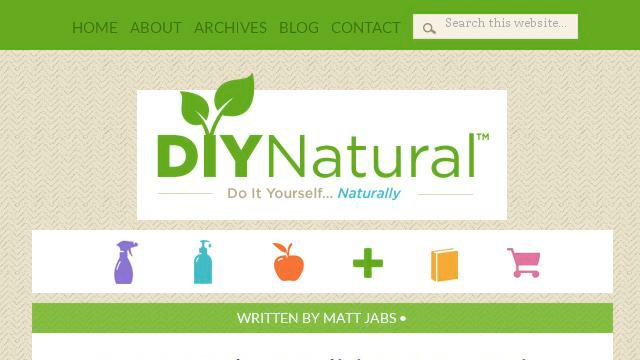 HOME ABOUT ARCHIVES BLOG CONTACT Search this website...
DIYNatural™
Do It Yourself... Naturally
WRITTEN BY MATT JABS •